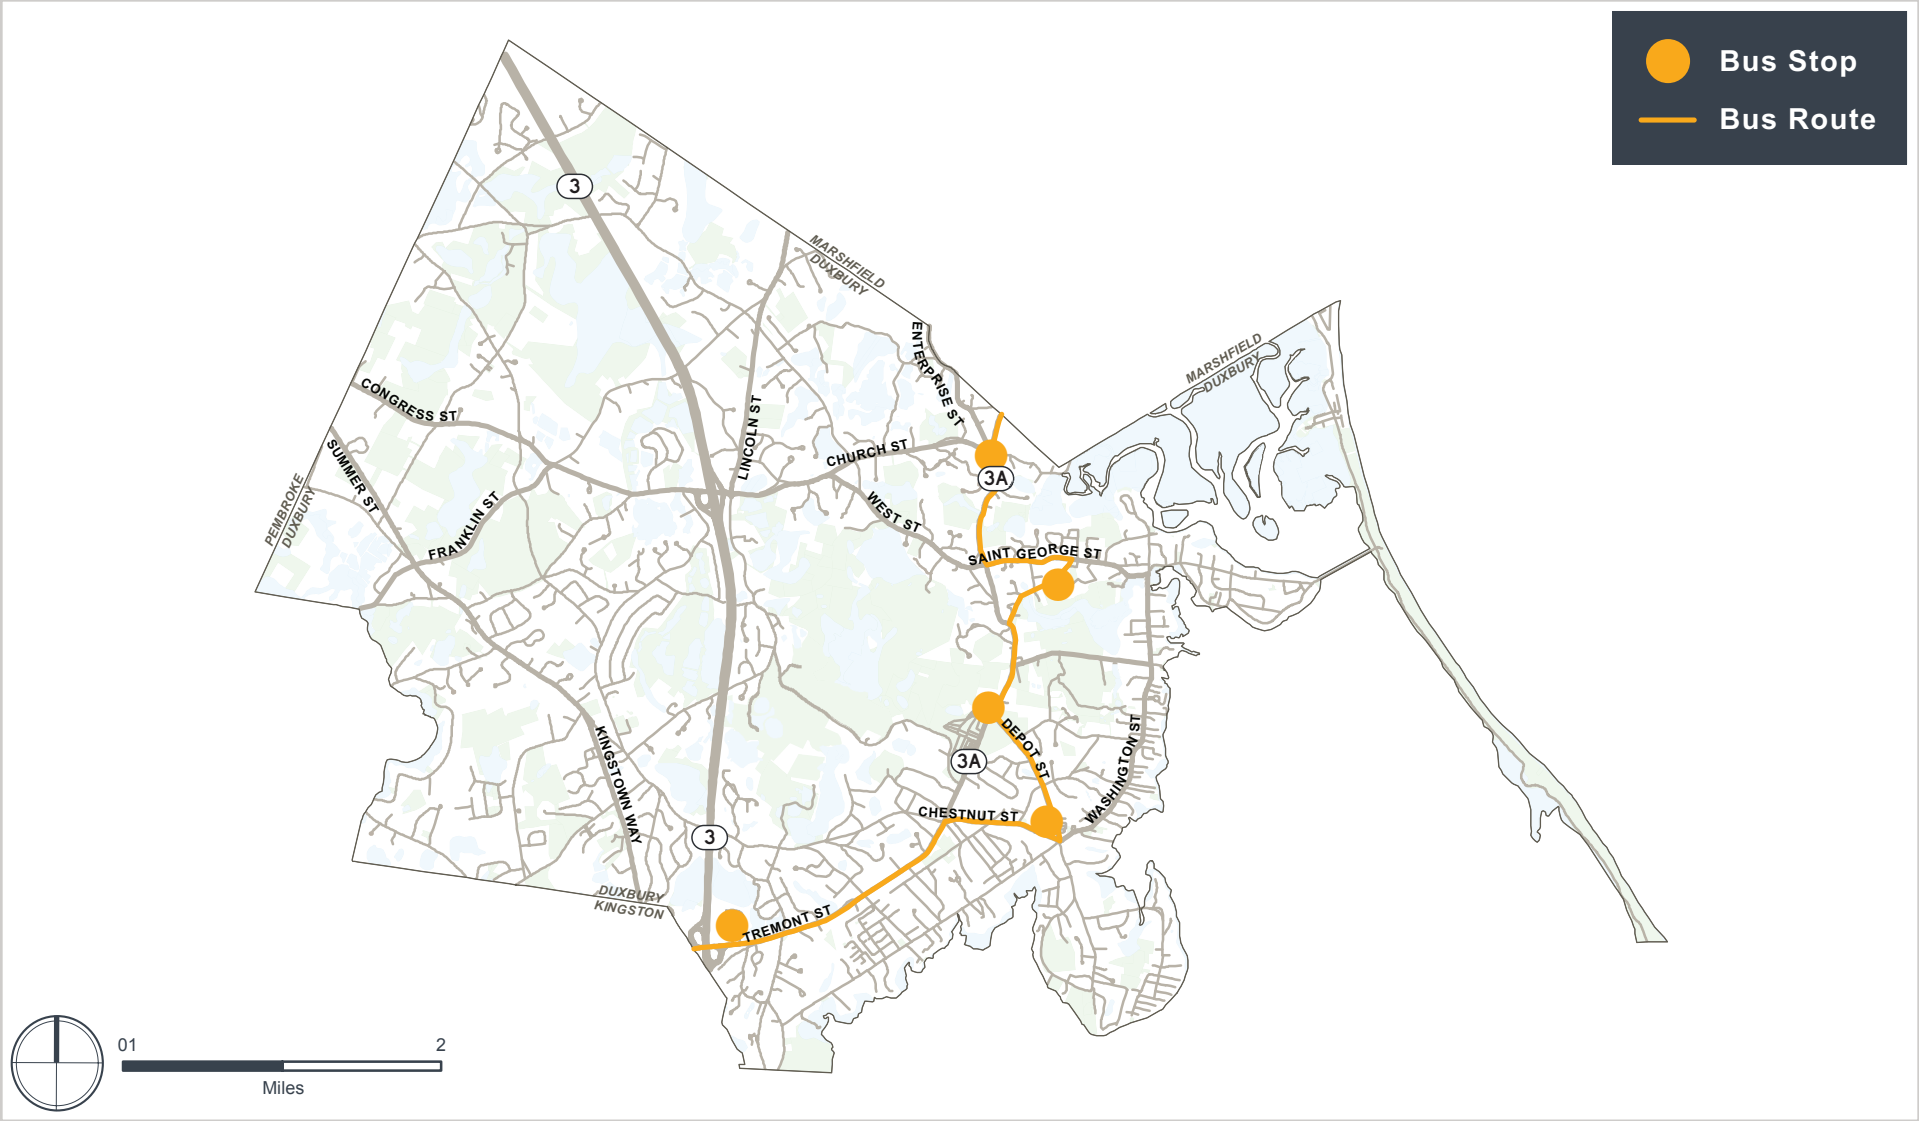 Bus Stop
Bus Route
3
MARSHFIELD
DUXBURY
ENTERPRISE ST
MARSHFIELD
DUXBURY
CONGRESS ST
LINCOLN ST
SUMMER ST
CHURCH ST
3A
PEMBROKE
DUXBURY
FRANKLIN ST
WEST ST
SAINT GEORGE ST
DEPOT ST
WASHINGTON ST
KINGSTOWN WAY
3A
CHESTNUT ST
3
DUXBURY
KINGSTON
TREMONT ST
01 2
Miles